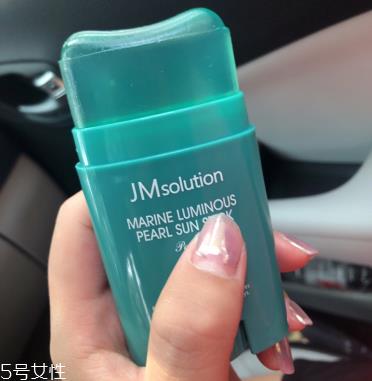 JMsolution
MARINE LUMINOUS
PEARL SUN
5号女性